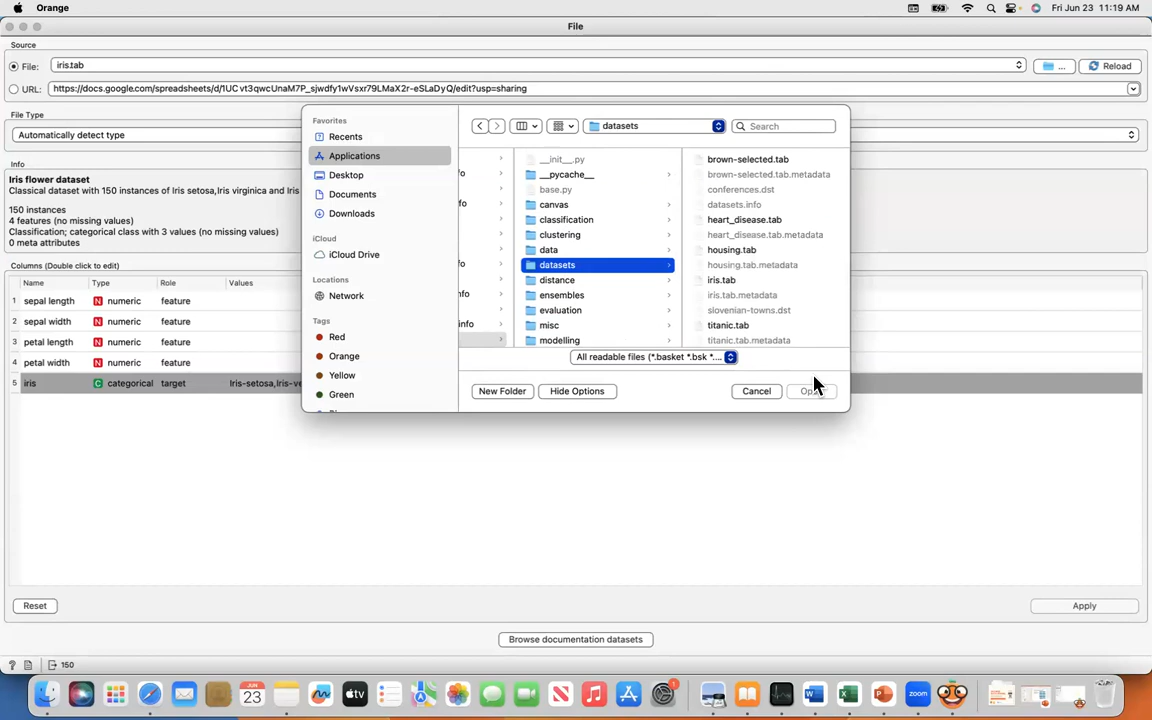 Orange
Fri Jun 23 11:19 AM
File
Source
File:
iris.tab
...
Reload
URL:
https://docs.google.com/spreadsheets/d/1UCvt3qwcUnaM7P_sjwdfy1wVsxr79LMaX2r-eSLaDyQ/edit?usp=sharing
File Type
Automatically detect type
Info
Iris flower dataset
Classical dataset with 150 instances of Iris setosa,Iris virginica and Iris
150 instances
4 features (no missing values)
Classification; categorical class with 3 values (no missing values)
0 meta attributes
Columns (Double click to edit)
Name Type Role Values
1 sepal length N numeric feature
2 sepal width N numeric feature
3 petal length N numeric feature
4 petal width N numeric feature
5 iris C categorical target Iris-setosa,Iris-ve
Favorites
Recents
Applications
Desktop
Documents
Downloads
iCloud
iCloud Drive
Locations
Network
Tags
Red
Orange
Yellow
Green
datasets
Search
__init__.py
__pycache__
base.py
canvas
classification
clustering
data
datasets
distance
ensembles
evaluation
misc
modelling
brown-selected.tab
brown-selected.tab.metadata
conferences.dst
datasets.info
heart_disease.tab
heart_disease.tab.metadata
housing.tab
housing.tab.metadata
iris.tab
iris.tab.metadata
slovenian-towns.dst
titanic.tab
titanic.tab.metadata
All readable files (*.basket *.bsk *....
New Folder
Hide Options
Cancel
Reset
Apply
Browse documentation datasets
? 150
JUN
23
tv
zoom